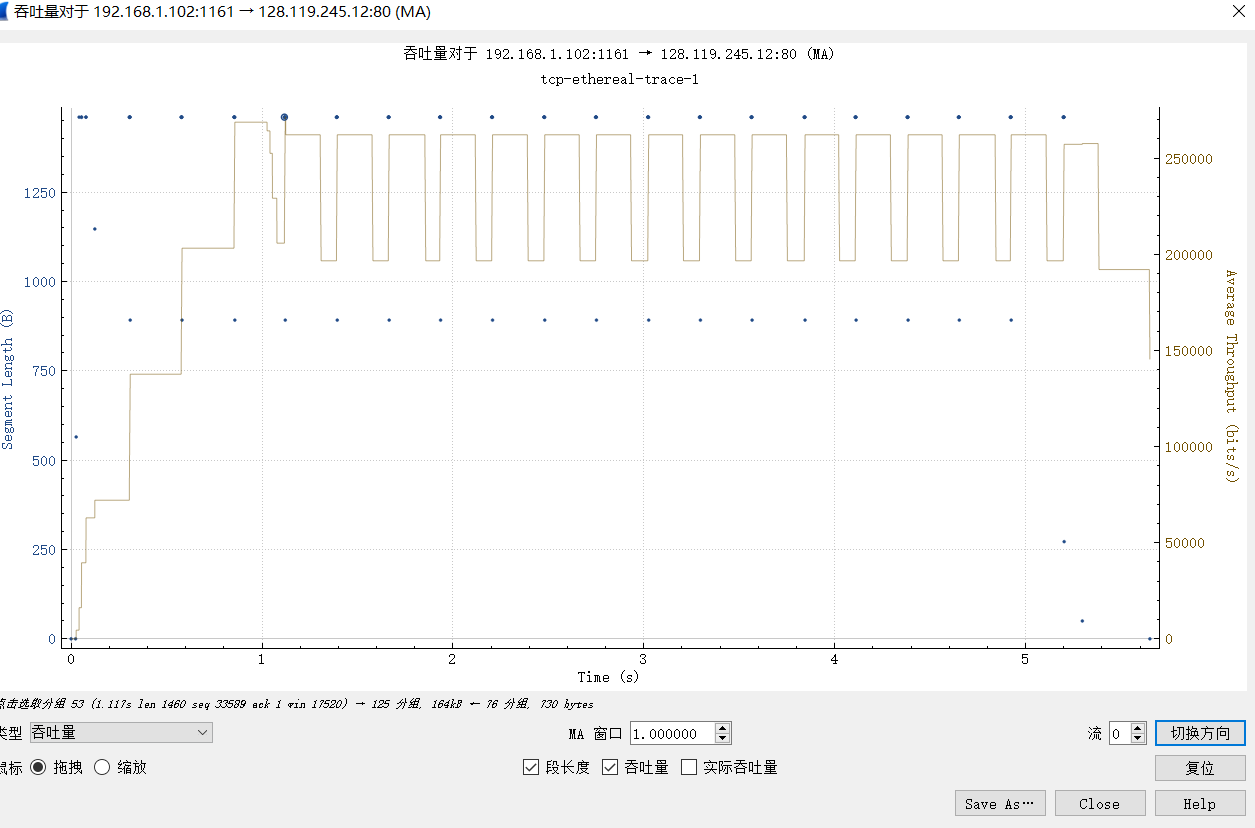 吞吐量对于 192.168.1.102:1161 → 128.119.245.12:80 (MA)
吞吐量对于 192.168.1.102:1161 → 128.119.245.12:80 (MA)
tcp-ethereal-trace-1
Segment Length (B)
1250
1000
750
500
250
0
Average Throughput (bits/s)
250000
200000
150000
100000
50000
0
0 1 2 3 4 5
Time (s)
点击选取分组 53 (1.117s len 1460 seq 33589 ack 1 win 17520) → 125 分组, 164kB ← 76 分组, 730 bytes
类型 吞吐量 MA 窗口 1.000000 流 0 切换方向
鼠标 拖拽 缩放 段长度 吞吐量 实际吞吐量 复位
Save As… Close Help